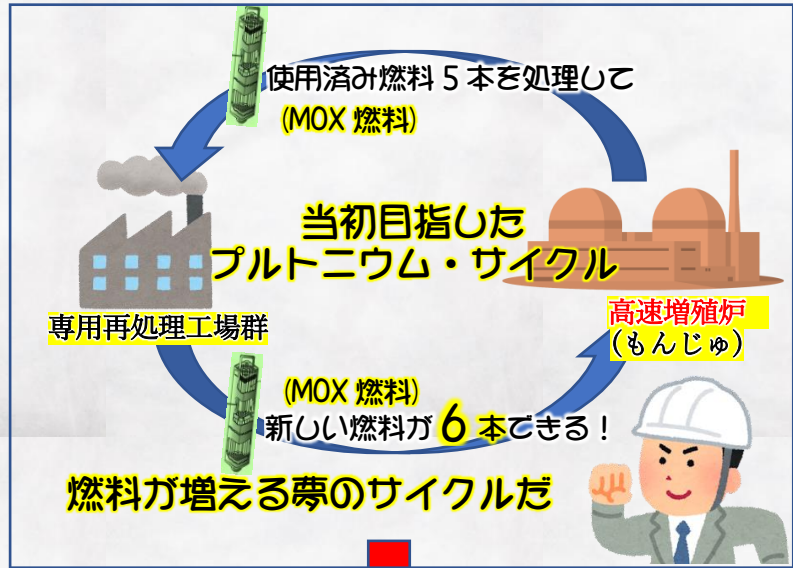 使用済み燃料5本を処理して
(MOX 燃料)
当初目指した
プルトニウム・サイクル
専用再処理工場群
高速増殖炉
(もんじゅ)
(MOX 燃料)
新しい燃料が 6 本できる！
燃料が増える夢のサイクルだ